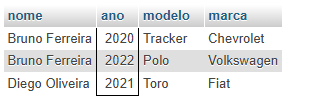 nome ano modelo marca
Bruno Ferreira 2020 Tracker Chevrolet
Bruno Ferreira 2022 Polo Volkswagen
Diego Oliveira 2021 Toro Fiat